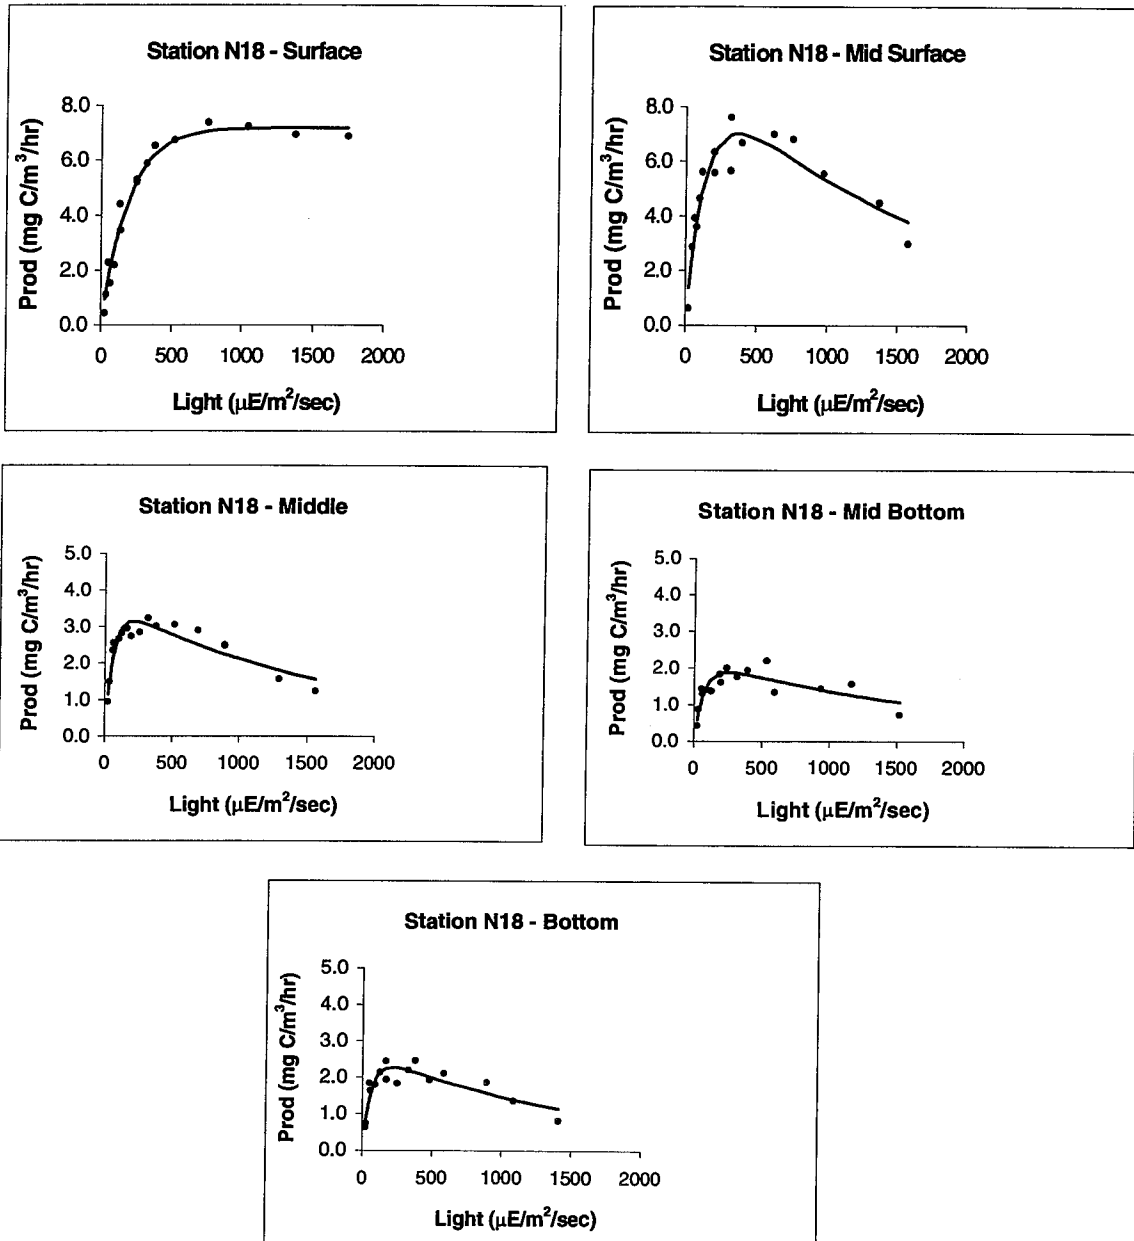 Station N18 - Surface
Prod (mg C/m³/hr)
8.0
6.0
4.0
2.0
0.0
0 500 1000 1500 2000
Light (µE/m²/sec)
Station N18 - Mid Surface
Prod (mg C/m³/hr)
8.0
6.0
4.0
2.0
0.0
0 500 1000 1500 2000
Light (µE/m²/sec)
Station N18 - Middle
Prod (mg C/m³/hr)
5.0
4.0
3.0
2.0
1.0
0.0
0 500 1000 1500 2000
Light (µE/m²/sec)
Station N18 - Mid Bottom
Prod (mg C/m³/hr)
5.0
4.0
3.0
2.0
1.0
0.0
0 500 1000 1500 2000
Light (µE/m²/sec)
Station N18 - Bottom
Prod (mg C/m³/hr)
5.0
4.0
3.0
2.0
1.0
0.0
0 500 1000 1500 2000
Light (µE/m²/sec)